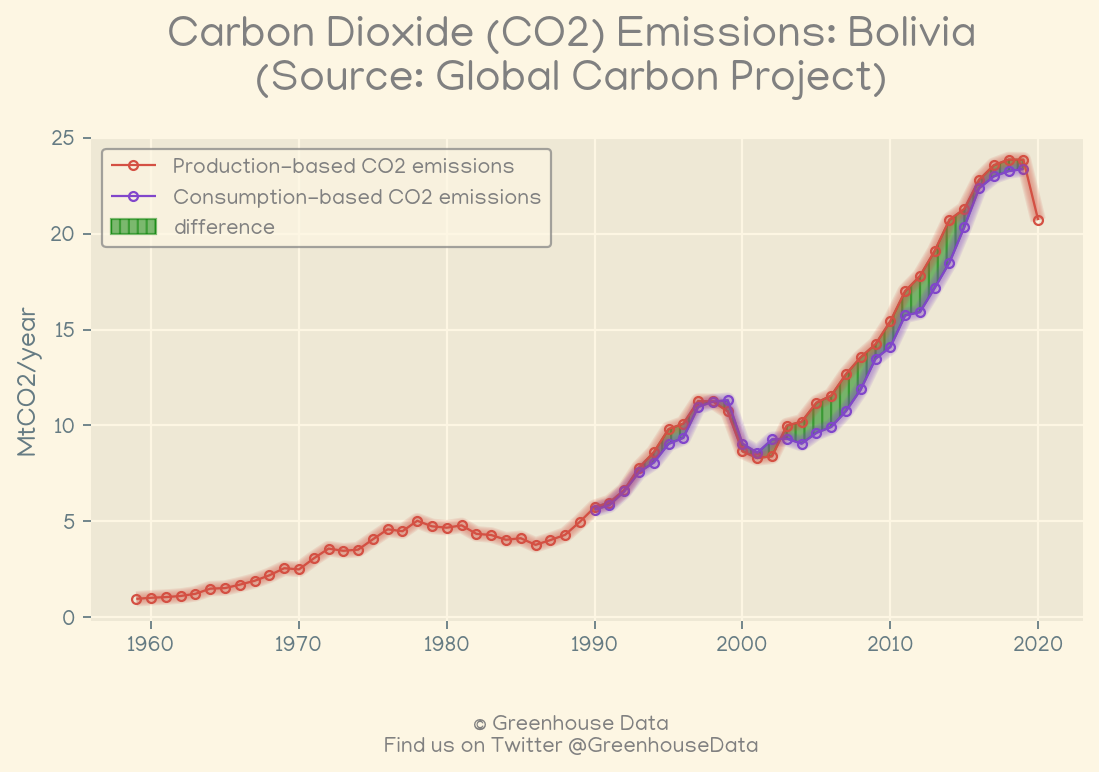 Carbon Dioxide (CO2) Emissions: Bolivia
(Source: Global Carbon Project)
Production-based CO2 emissions
Consumption-based CO2 emissions
difference
MtCO2/year
25
20
15
10
5
0
1960 1970 1980 1990 2000 2010 2020
© Greenhouse Data
Find us on Twitter @GreenhouseData